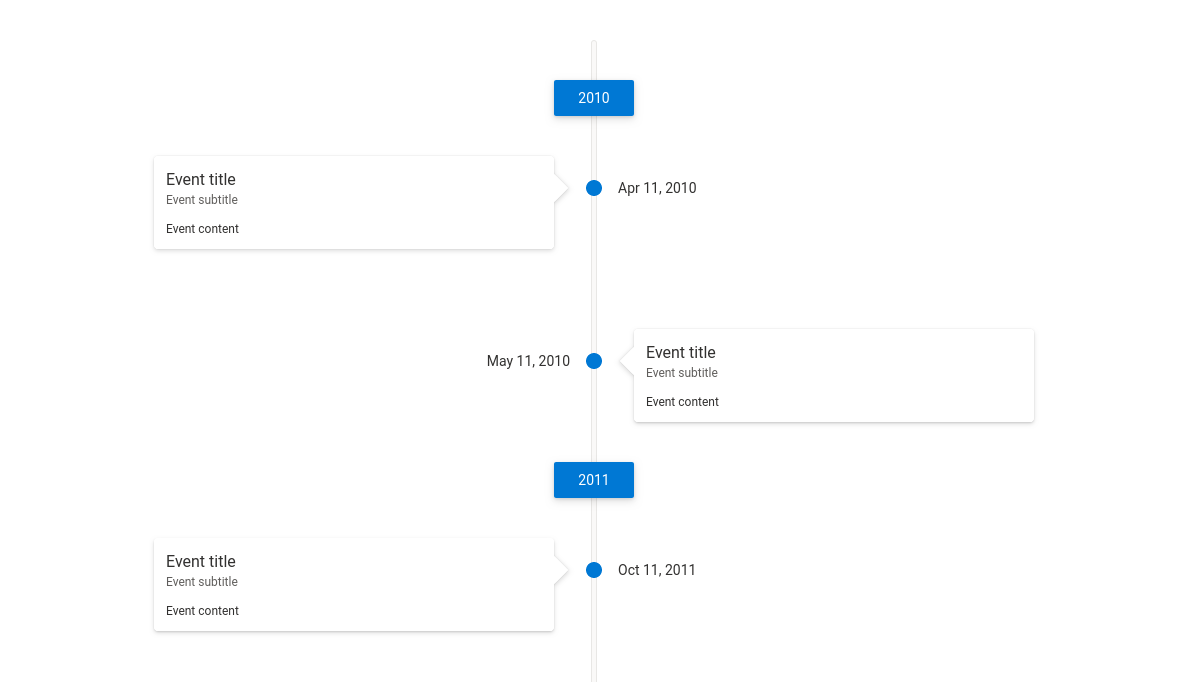 2010
Event title
Event subtitle
Event content
Apr 11, 2010
May 11, 2010
Event title
Event subtitle
Event content
2011
Event title
Event subtitle
Event content
Oct 11, 2011